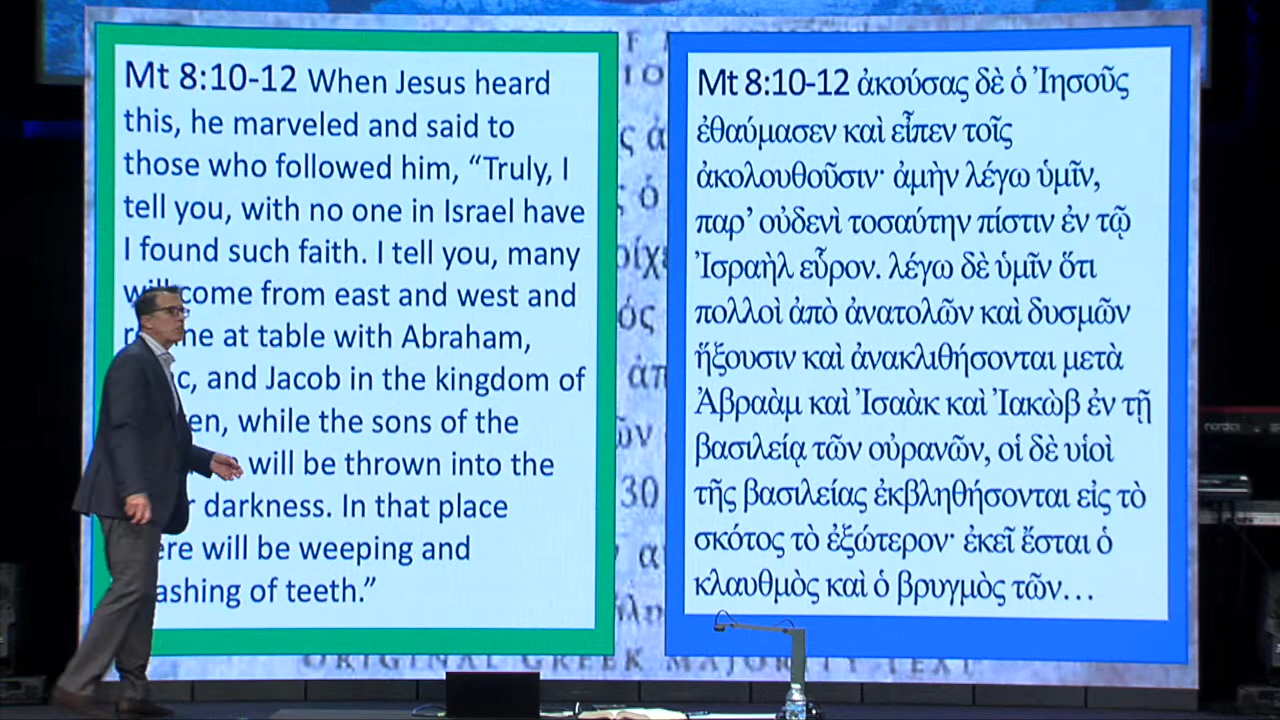 Mt 8:10-12 When Jesus heard
this, he marveled and said to
those who followed him, “Truly, I
tell you, with no one in Israel have
I found such faith. I tell you, many
come from east and west and
at table with Abraham,
and Jacob in the kingdom of
while the sons of the
will be thrown into the
darkness. In that place
will be weeping and
of teeth.”
Mt 8:10-12 ἀκούσας δὲ ὁ Ἰησοῦς
ἐθαύμασεν καὶ εἶπεν τοῖς
ἀκολουθοῦσιν· ἀμὴν λέγω ὑμῖν,
παρ’ οὐδενὶ τοσαύτην πίστιν ἐν τῷ
Ἰσραὴλ εὗρον. λέγω δὲ ὑμῖν ὅτι
πολλοὶ ἀπὸ ἀνατολῶν καὶ δυσμῶν
ἥξουσιν καὶ ἀνακλιθήσονται μετὰ
Ἀβραὰμ καὶ Ἰσαὰκ καὶ Ἰακὼβ ἐν τῇ
βασιλείᾳ τῶν οὐρανῶν, οἱ δὲ υἱοὶ
τῆς βασιλείας ἐκβληθήσονται εἰς τὸ
σκότος τὸ ἐξώτερον· ἐκεῖ ἔσται ὁ
κλαυθμὸς καὶ ὁ βρυγμὸς τῶν…
30
ORIGINAL GREEK MAJORITY TEXT
nord